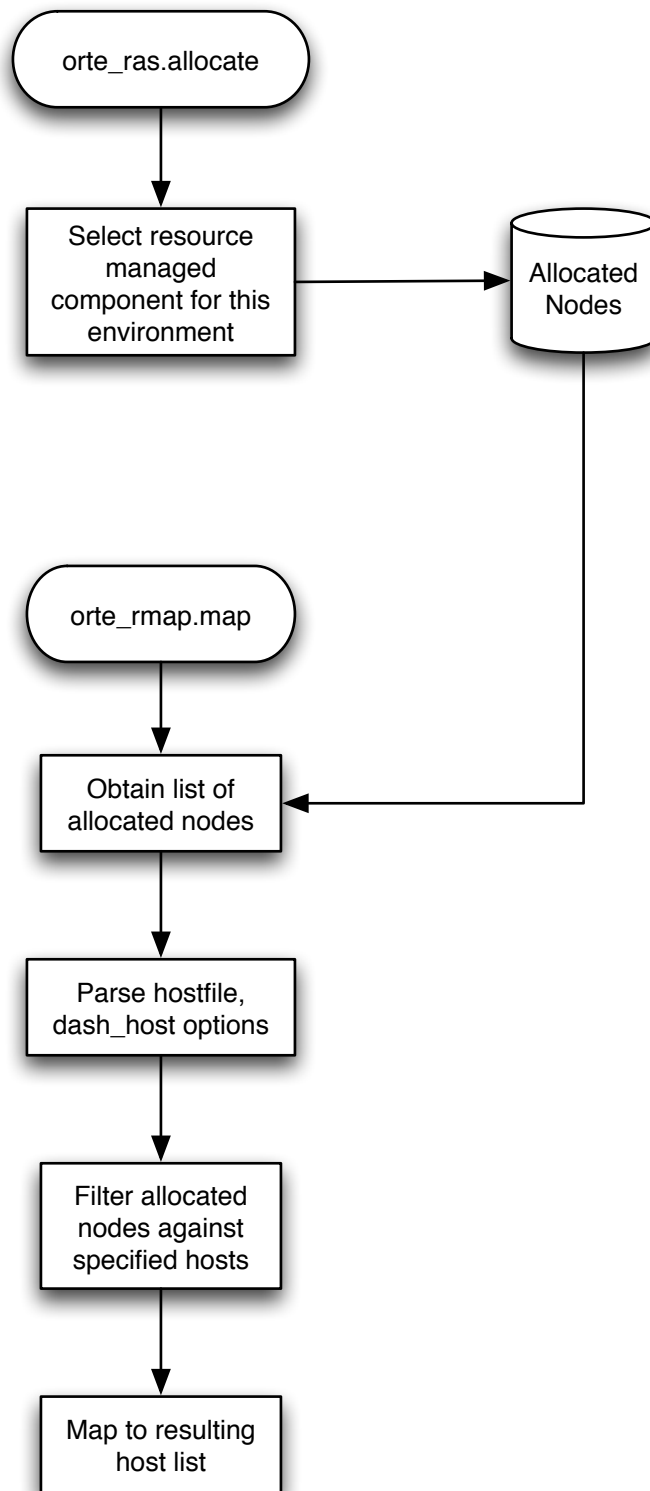 orte_ras.allocate
Select resource
managed
component for this
environment
Allocated
Nodes
orte_rmap.map
Obtain list of
allocated nodes
Parse hostfile,
dash_host options
Filter allocated
nodes against
specified hosts
Map to resulting
host list